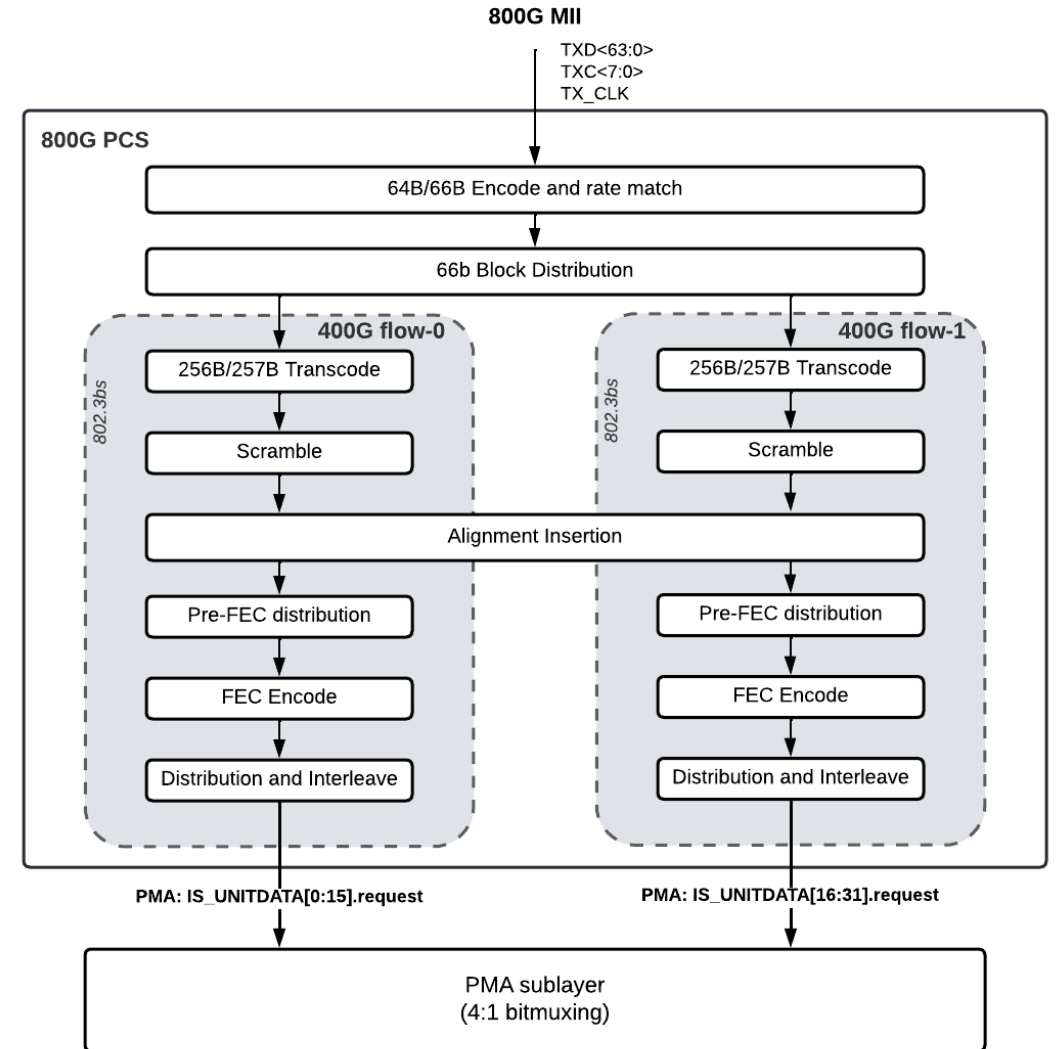 800G MII
TXD<63:0>
TXC<7:0>
TX_CLK
800G PCS
64B/66B Encode and rate match
66b Block Distribution
400G flow-0
802.3bs
256B/257B Transcode
Scramble
400G flow-1
802.3bs
256B/257B Transcode
Scramble
Alignment Insertion
Pre-FEC distribution
FEC Encode
Distribution and Interleave
Pre-FEC distribution
FEC Encode
Distribution and Interleave
PMA: IS_UNITDATA[0:15].request
PMA: IS_UNITDATA[16:31].request
PMA sublayer
(4:1 bitmuxing)